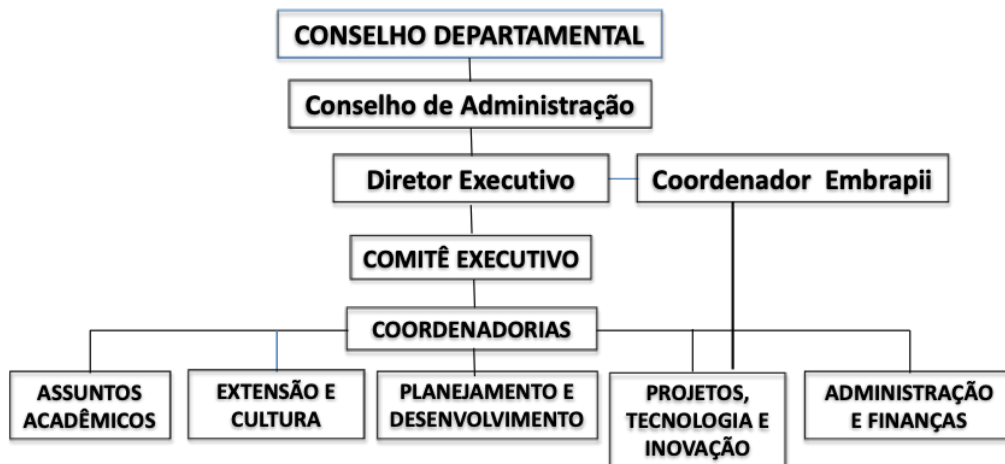 CONSELHO DEPARTAMENTAL
Conselho de Administração
Diretor Executivo
Coordenador Embrapii
COMITÊ EXECUTIVO
COORDENADORIAS
ASSUNTOS
ACADÊMICOS
EXTENSÃO E
CULTURA
PLANEJAMENTO E
DESENVOLVIMENTO
PROJETOS,
TECNOLOGIA E
INOVAÇÃO
ADMINISTRAÇÃO
E FINANÇAS